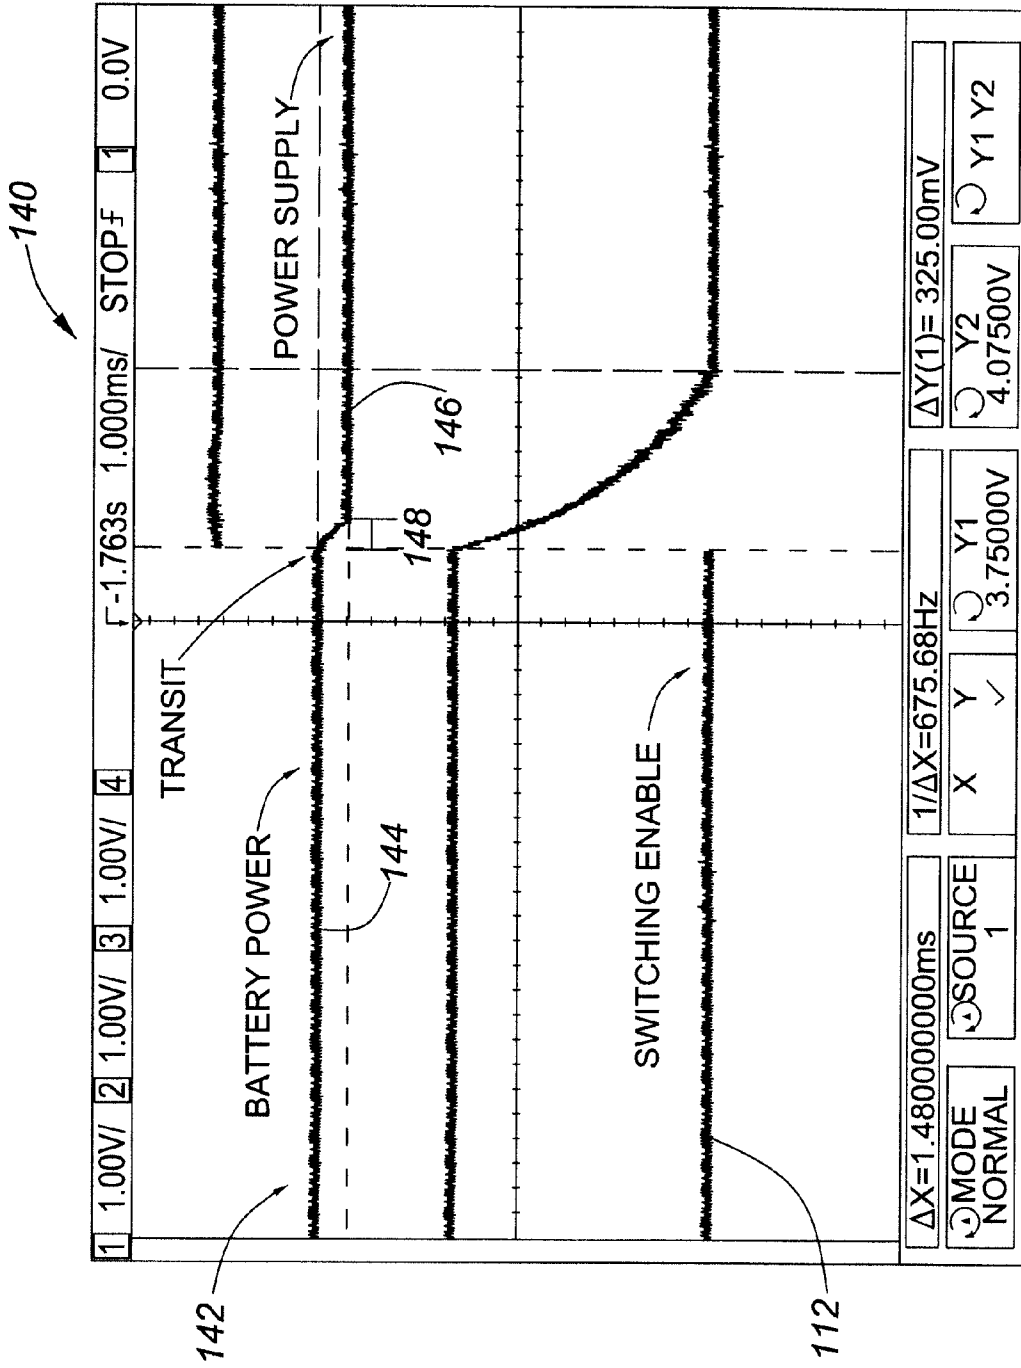 140
1 1.00V/ 2 1.00V/ 3 1.00V/ 4 -1.763s 1.000ms/ STOP 1 0.0V
142
BATTERY POWER
TRANSIT
POWER SUPPLY
144
148
146
SWITCHING ENABLE
112
ΔX=1.48000000ms 1/ΔX=675.68Hz ΔY(1)= 325.00mV
MODE
NORMAL
SOURCE
1
X Y
Y1
3.75000V
Y2
4.07500V
Y1 Y2